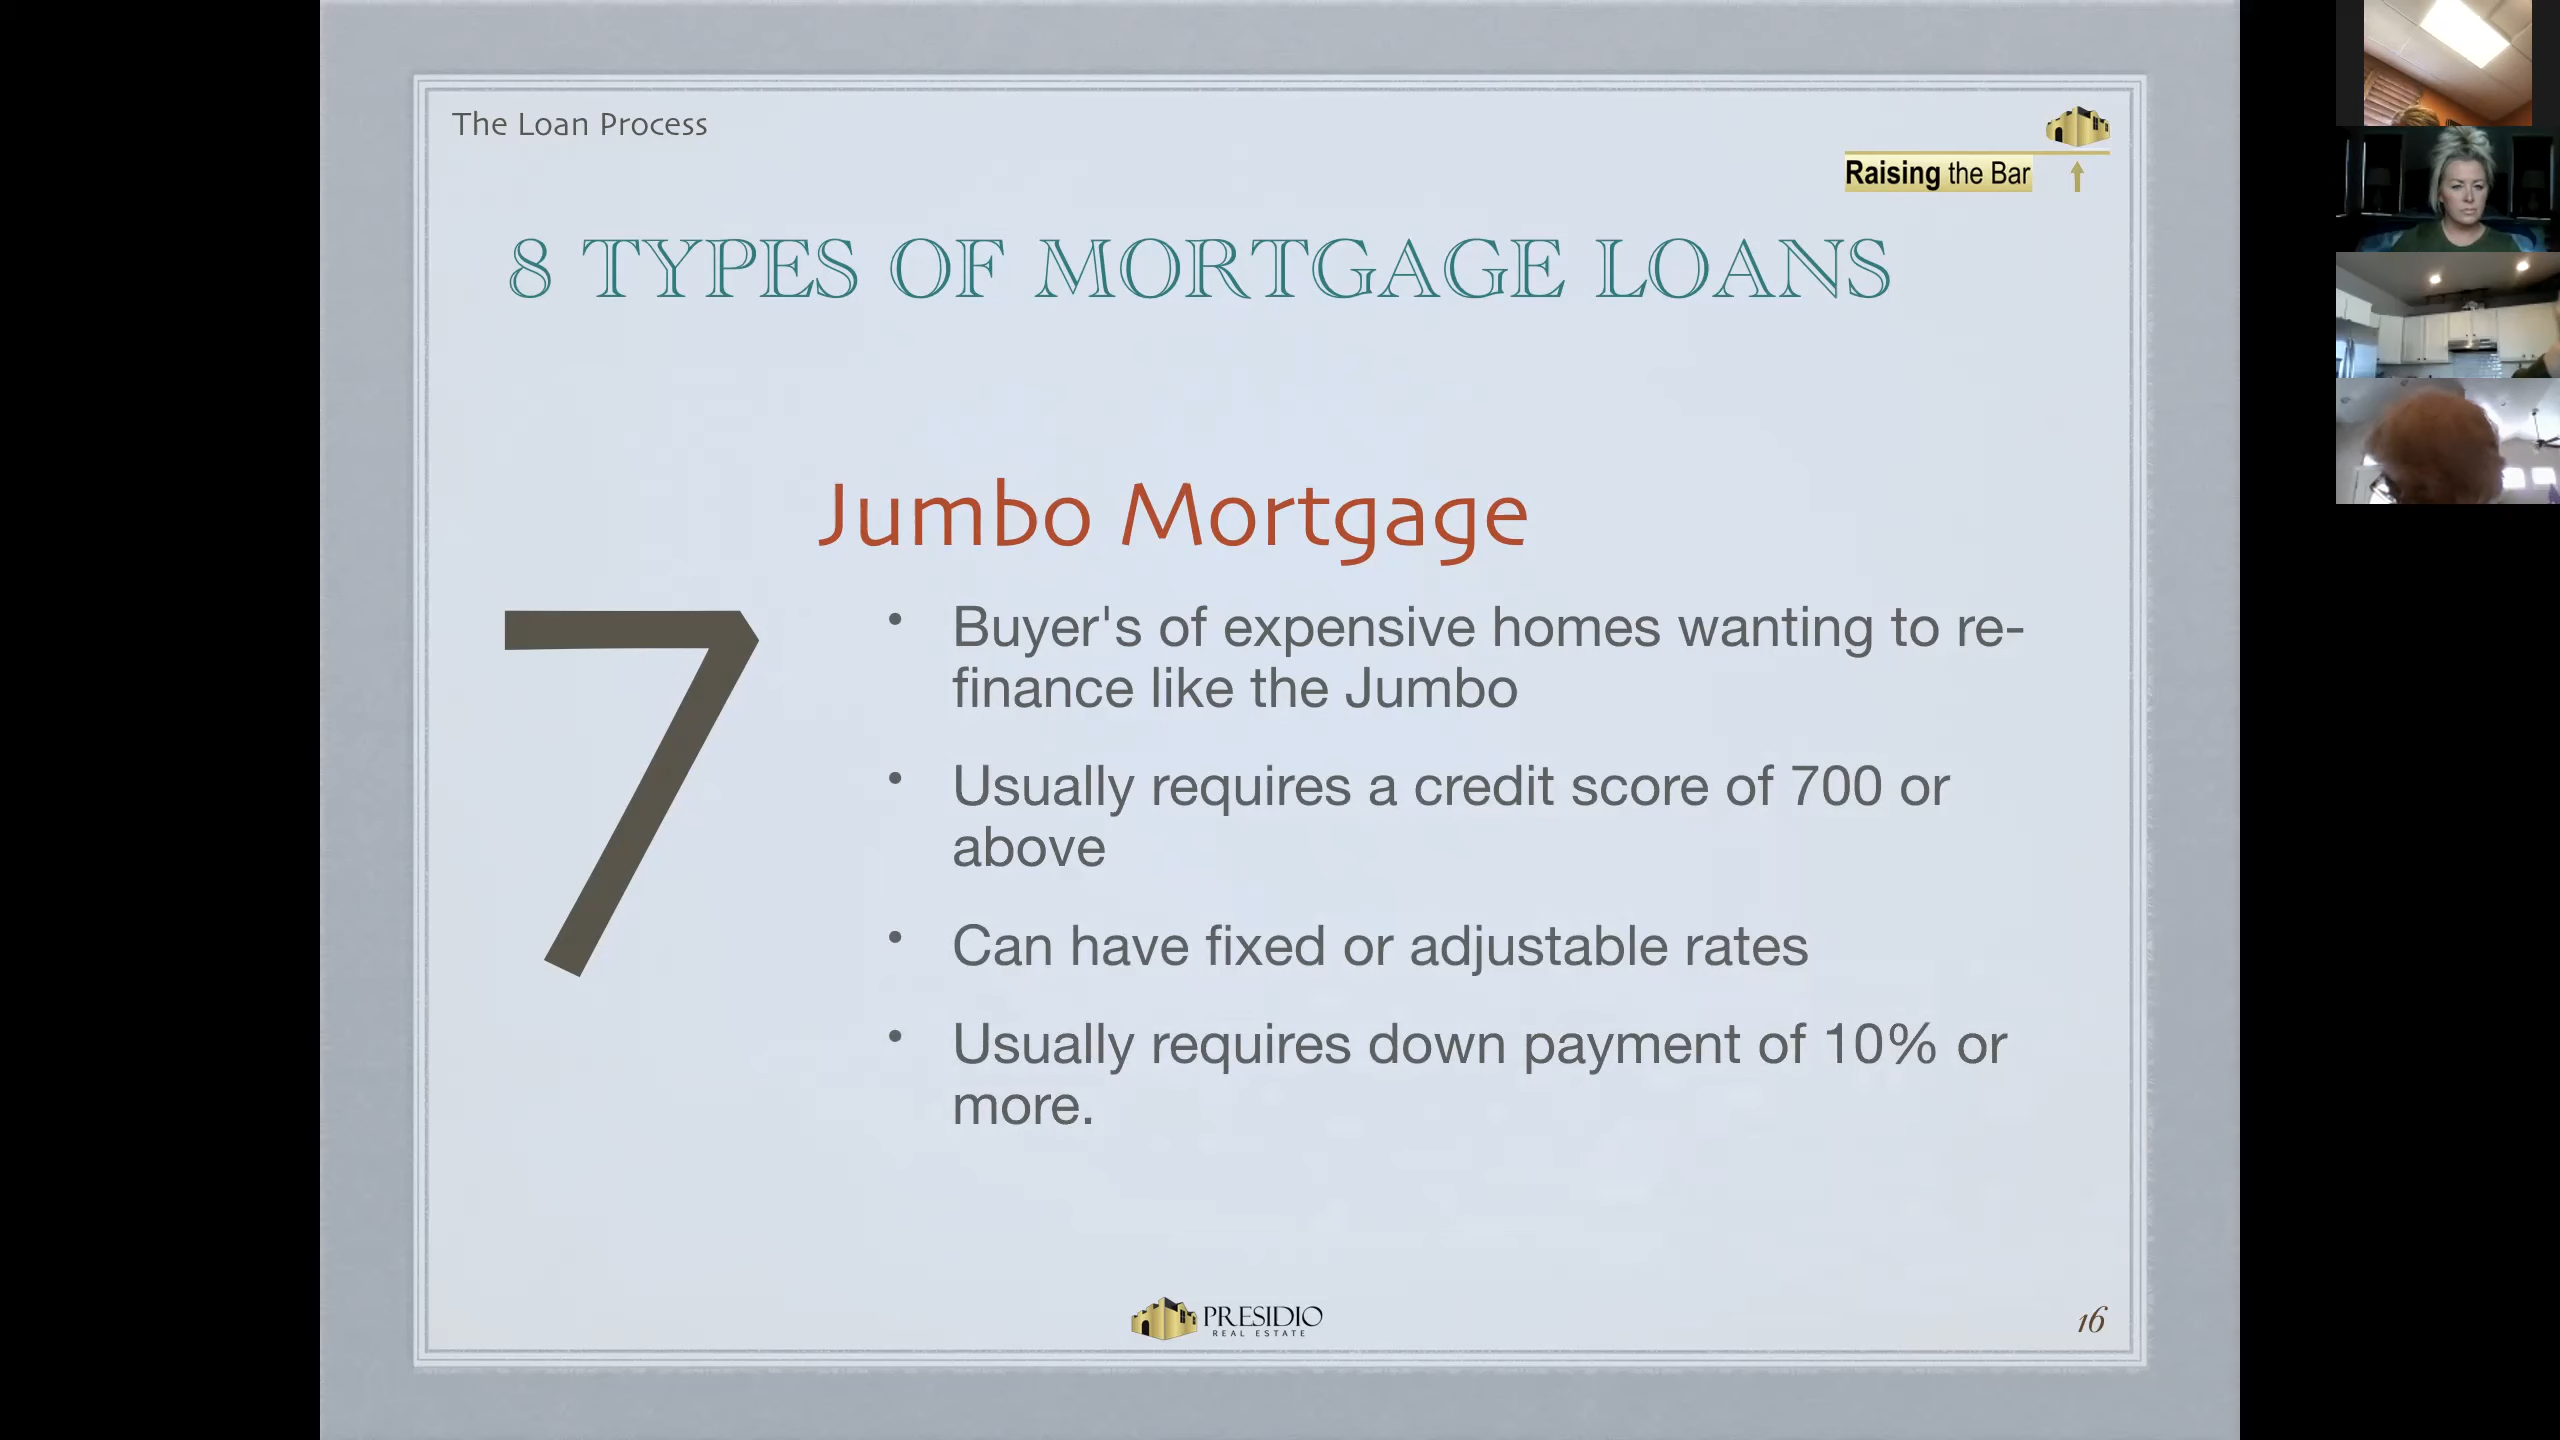 The Loan Process
Raising the Bar
8 TYPES OF MORTGAGE LOANS
Jumbo Mortgage
7
• Buyer's of expensive homes wanting to re-
finance like the Jumbo
• Usually requires a credit score of 700 or
above
• Can have fixed or adjustable rates
• Usually requires down payment of 10% or
more.
PRESIDIO
REAL ESTATE
16